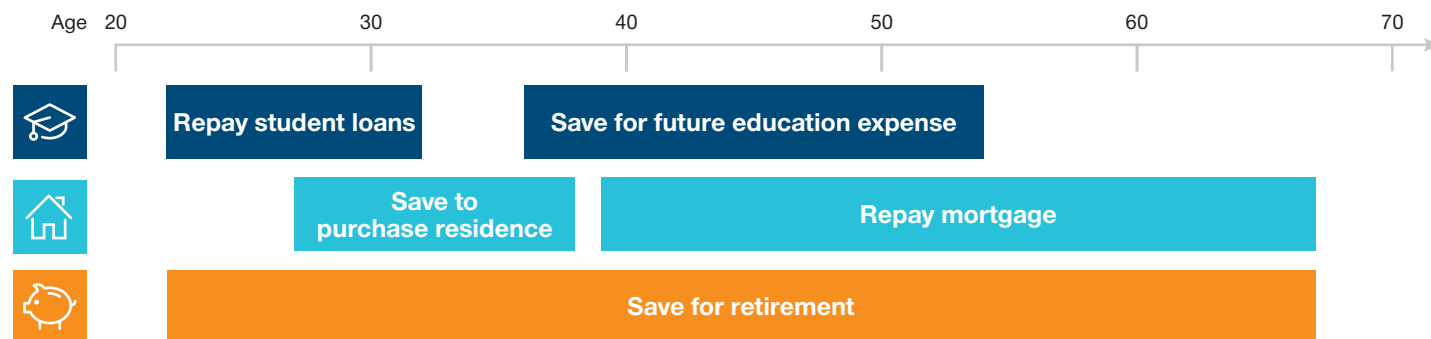 Age 20 30 40 50 60 70
Repay student loans
Save for future education expense
Save to
purchase residence
Repay mortgage
Save for retirement